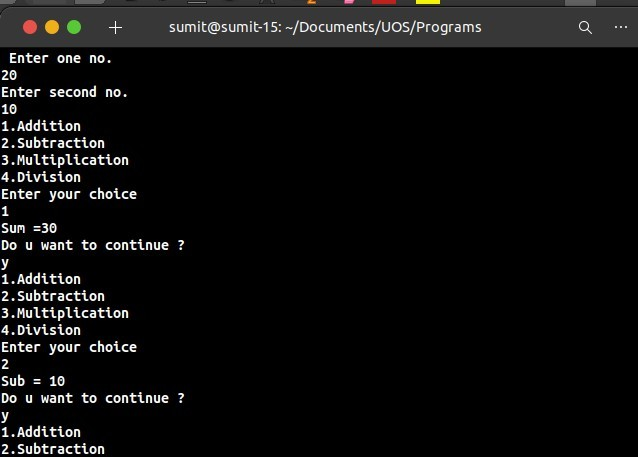 sumit@sumit-15: ~/Documents/UOS/Programs
Enter one no.
20
Enter second no.
10
1.Addition
2.Subtraction
3.Multiplication
4.Division
Enter your choice
1
Sum =30
Do u want to continue ?
y
1.Addition
2.Subtraction
3.Multiplication
4.Division
Enter your choice
2
Sub = 10
Do u want to continue ?
y
1.Addition
2.Subtraction